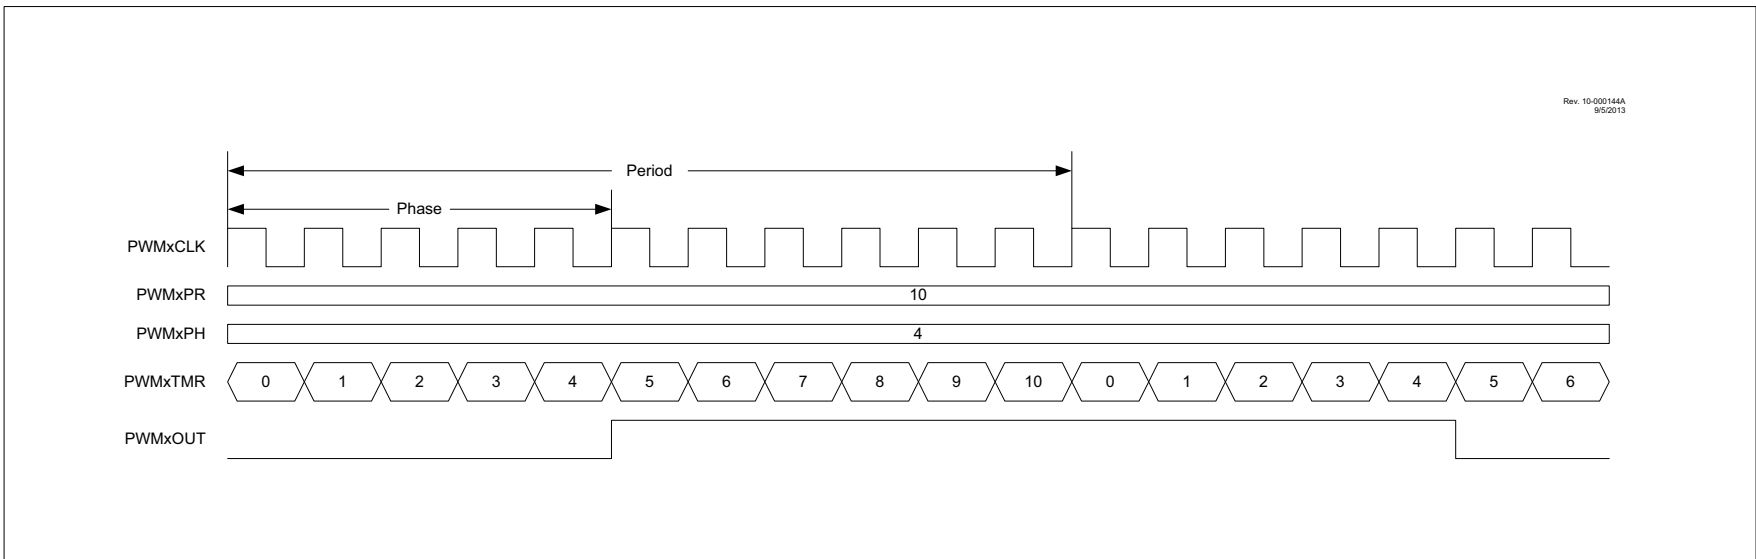 Rev. 10-000144A
9/5/2013
Period
Phase
PWMxCLK
PWMxPR 10
PWMxPH 4
PWMxTMR 0 1 2 3 4 5 6 7 8 9 10 0 1 2 3 4 5 6
PWMxOUT